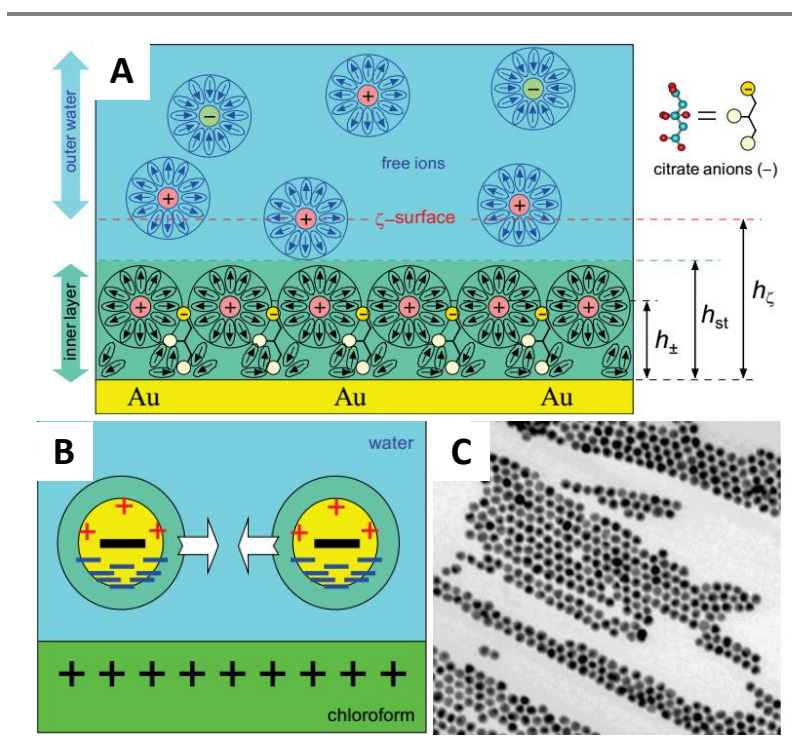 A
outer water
free ions
ζ–surface
inner layer
Au Au Au
h±
hst
hζ
citrate anions (−)
B
water
chloroform
C